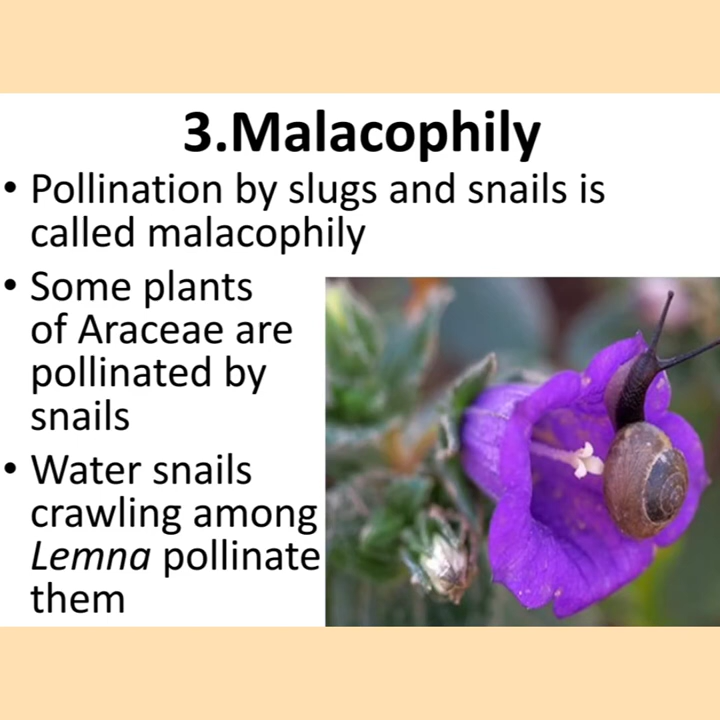 3.Malacophily
• Pollination by slugs and snails is
called malacophily
• Some plants
of Araceae are
pollinated by
snails
• Water snails
crawling among
Lemna pollinate
them